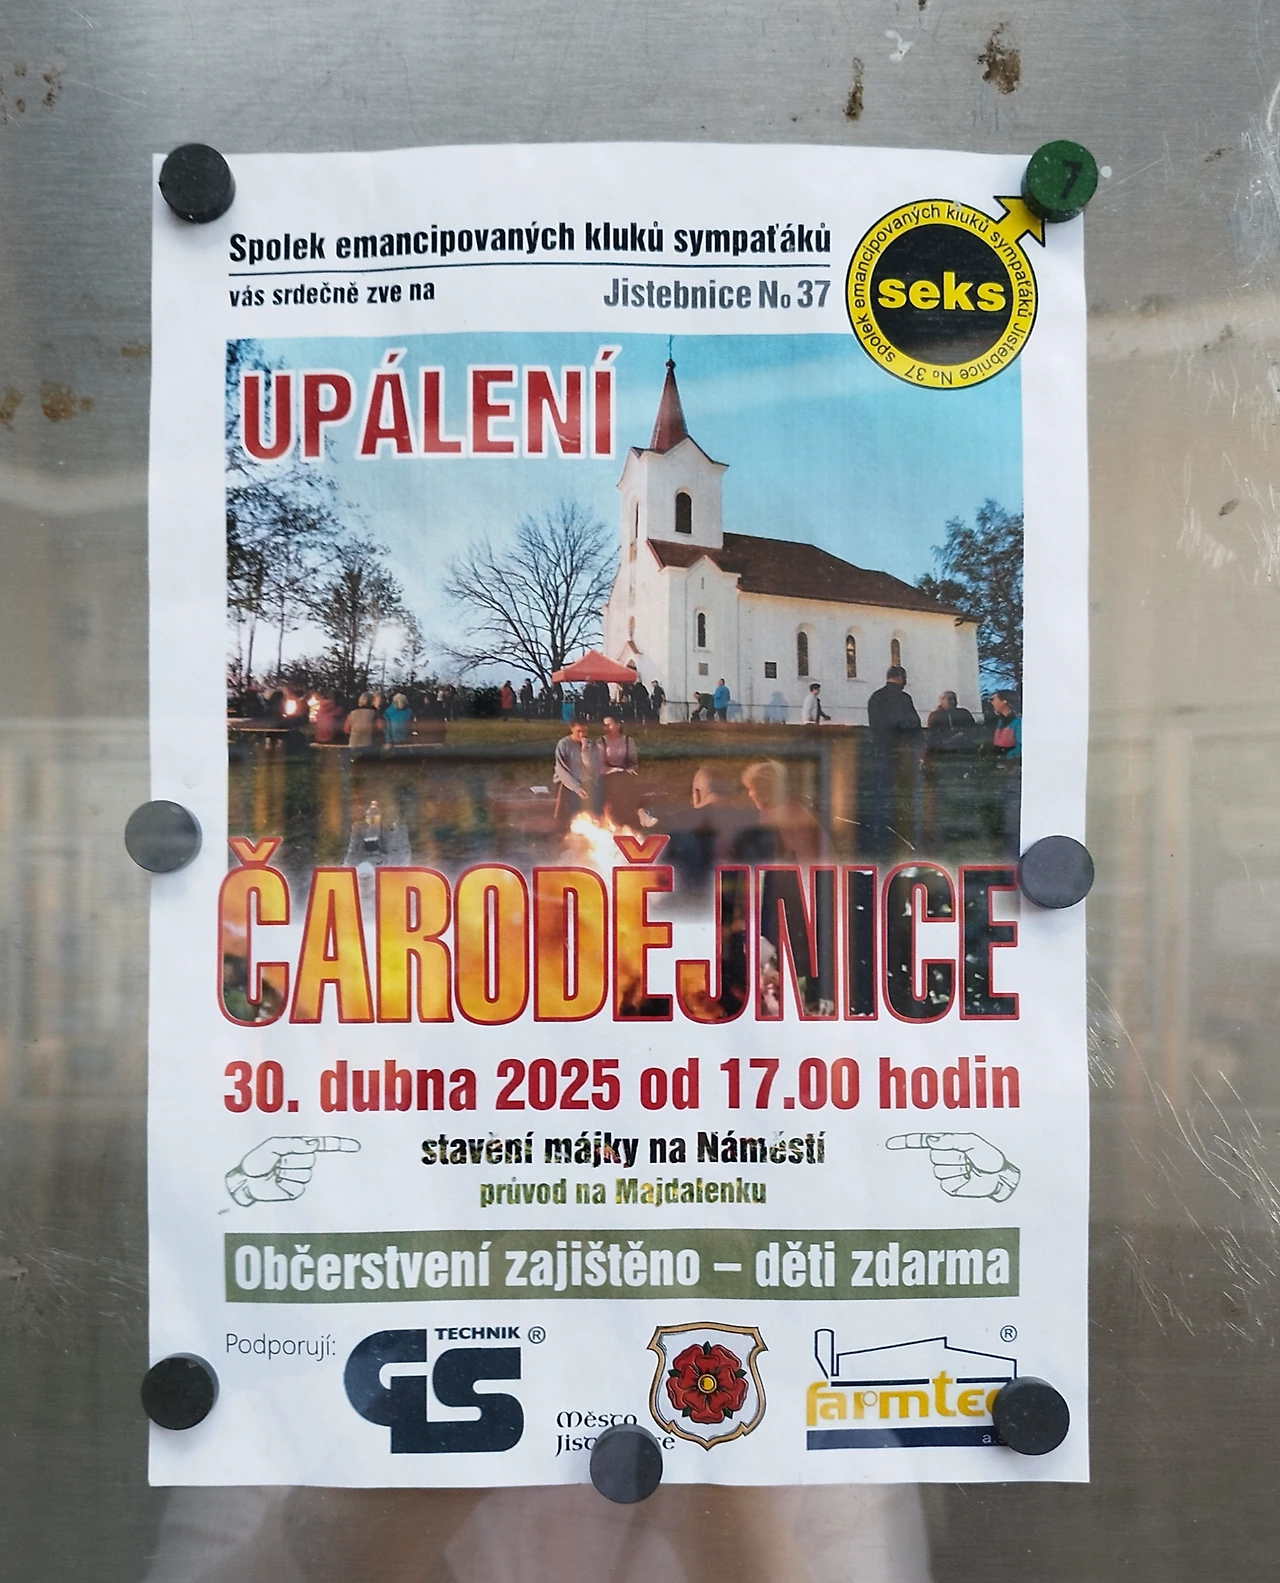 Spolek emancipovaných kluků sympaťáků
vás srdečně zve na
Jistebnice No 37
spolek emancipovaných kluků sympaťáků Jistebnice No 37
seks
7
UPÁLENÍ
ČARODĚJNICE
30. dubna 2025 od 17.00 hodin
stavění májky na Náměstí
průvod na Majdalenku
Občerstvení zajištěno – děti zdarma
Podporují:
TECHNIK ®
GS
Město
®
a.